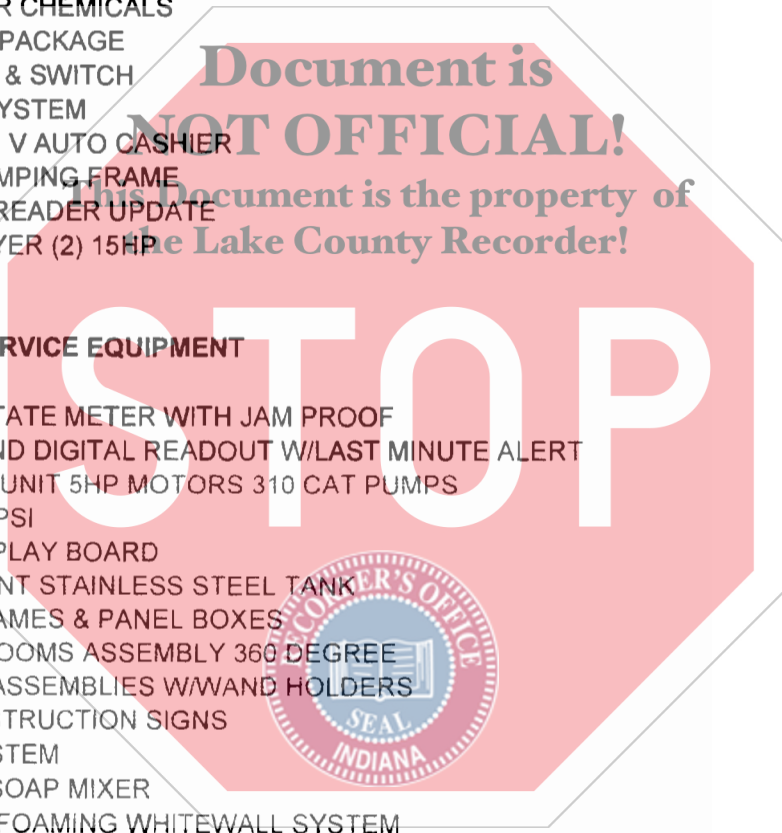 R CHEMICALS
PACKAGE
& SWITCH
YSTEM
V AUTO CASHIER
MPING FRAME
READER UPDATE
YER (2) 15HP
RVICE EQUIPMENT
TATE METER WITH JAM PROOF
ND DIGITAL READOUT W/LAST MINUTE ALERT
UNIT 5HP MOTORS 310 CAT PUMPS
PSI
PLAY BOARD
NT STAINLESS STEEL TANK
AMES & PANEL BOXES
OOMS ASSEMBLY 360 DEGREE
ASSEMBLIES W/WAND HOLDERS
TRUCTION SIGNS
STEM
SOAP MIXER
FOAMING WHITEWALL SYSTEM
Document is
NOT OFFICIAL!
This Document is the property of
the Lake County Recorder!
STOP
RECORDER'S OFFICE
SEAL
INDIANA